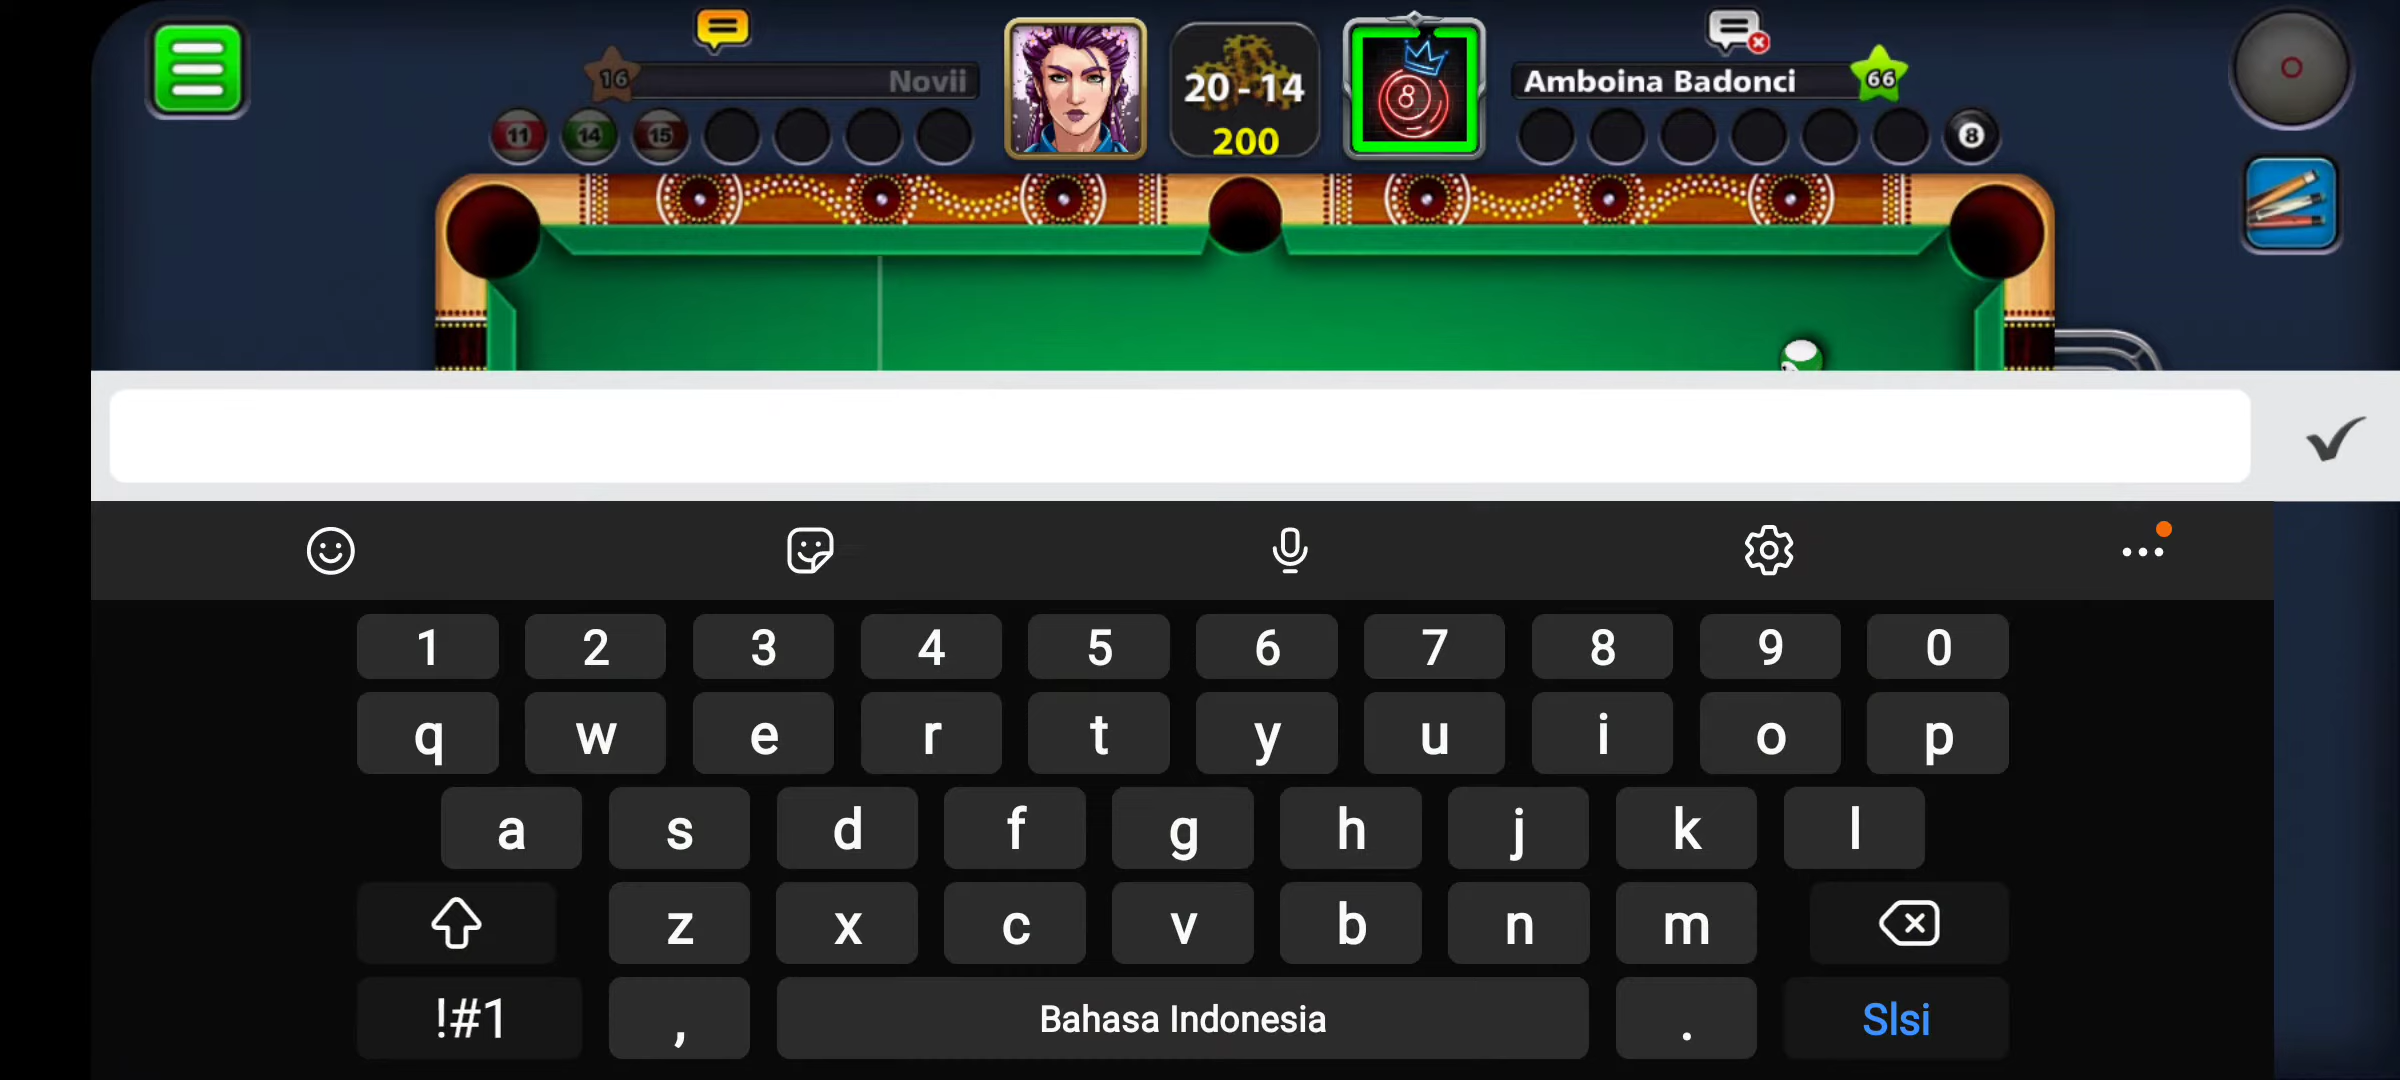 16
Novii
20-14
200
Amboina Badonci
66
11 14 15
8
8
1 2 3 4 5 6 7 8 9 0
q w e r t y u i o p
a s d f g h j k l
z x c v b n m
!#1 , Bahasa Indonesia . Slsi